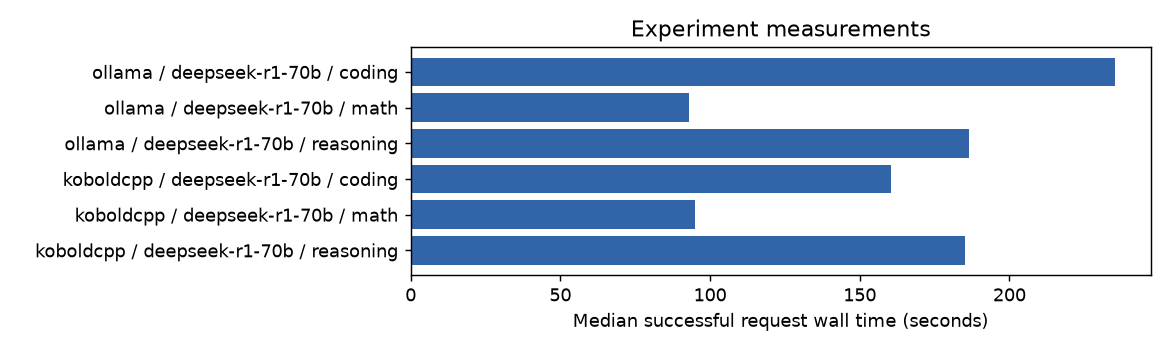 Experiment measurements
ollama / deepseek-r1-70b / coding
ollama / deepseek-r1-70b / math
ollama / deepseek-r1-70b / reasoning
koboldcpp / deepseek-r1-70b / coding
koboldcpp / deepseek-r1-70b / math
koboldcpp / deepseek-r1-70b / reasoning
0 50 100 150 200
Median successful request wall time (seconds)